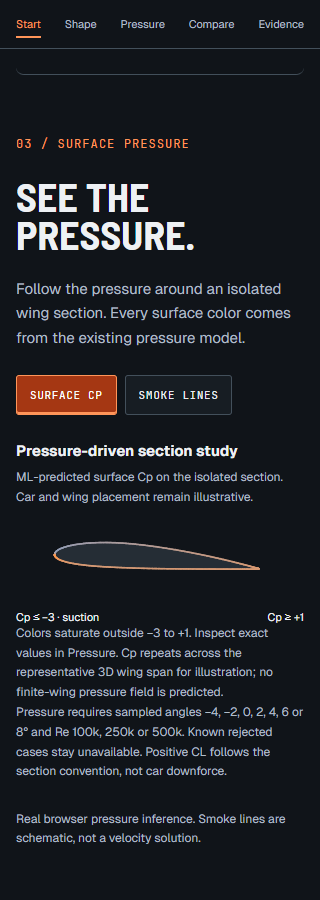 Start Shape Pressure Compare Evidence
03 / SURFACE PRESSURE
SEE THE
PRESSURE.
Follow the pressure around an isolated
wing section. Every surface color comes
from the existing pressure model.
SURFACE CP SMOKE LINES
Pressure-driven section study
ML-predicted surface Cp on the isolated section.
Car and wing placement remain illustrative.
Cp ≤ −3 · suction Cp ≥ +1
Colors saturate outside −3 to +1. Inspect exact
values in Pressure. Cp repeats across the
representative 3D wing span for illustration; no
finite-wing pressure field is predicted.
Pressure requires sampled angles −4, −2, 0, 2, 4, 6 or
8° and Re 100k, 250k or 500k. Known rejected
cases stay unavailable. Positive CL follows the
section convention, not car downforce.
Real browser pressure inference. Smoke lines are
schematic, not a velocity solution.